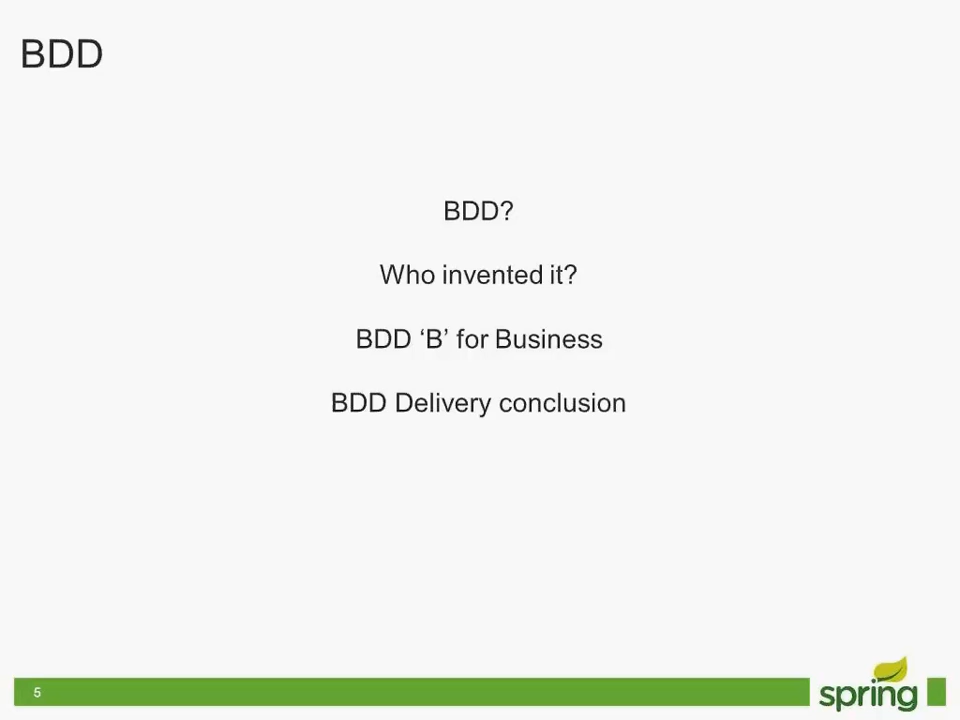 BDD
BDD?
Who invented it?
BDD ‘B’ for Business
BDD Delivery conclusion
5
spring